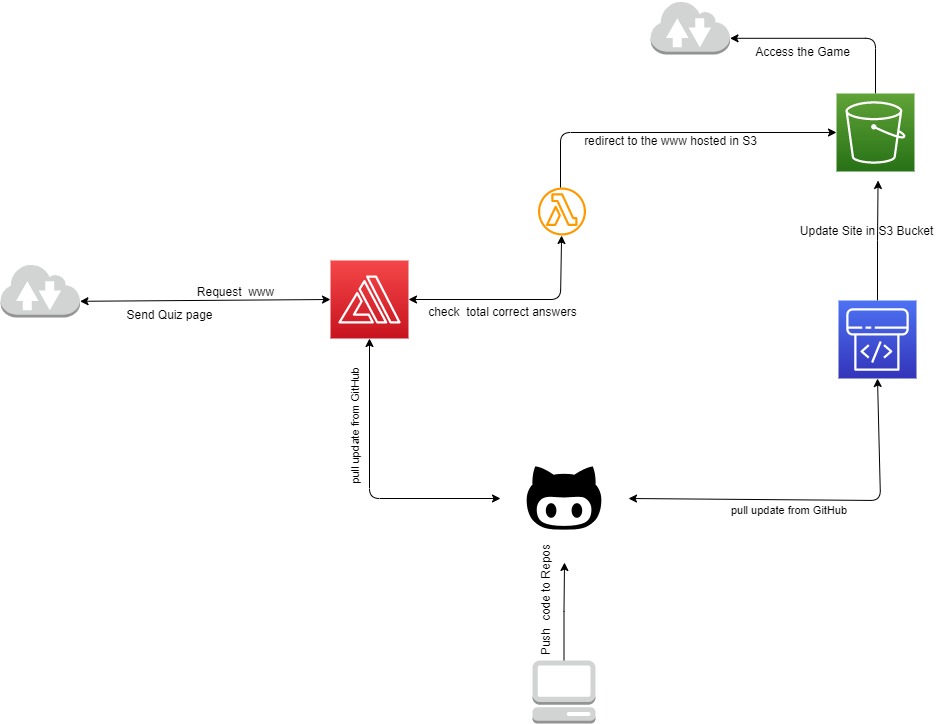 Access the Game
redirect to the www hosted in S3
Update Site in S3 Bucket
Request www
Send Quiz page
check total correct answers
pull update from GitHub
pull update from GitHub
Push code to Repos